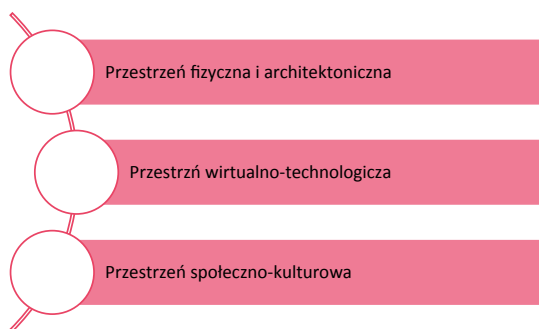 Przestrzeń fizyczna i architektoniczna
Przestrzń wirtualno-technologicza
Przestrzeń społeczno-kulturowa